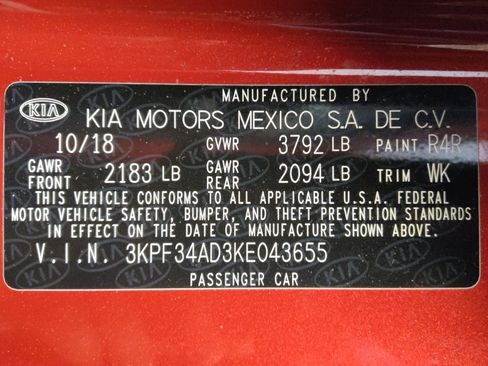 MANUFACTURED BY
KIA KIA MOTORS MEXICO S.A. DE C.V.
10/18 GVWR 3792 LB PAINT R4R
GAWR FRONT 2183 LB GAWR REAR 2094 LB TRIM WK
THIS VEHICLE CONFORMS TO ALL APPLICABLE U.S.A. FEDERAL
MOTOR VEHICLE SAFETY, BUMPER, AND THEFT PREVENTION STANDARDS
IN EFFECT ON THE DATE OF MANUFACTURE SHOWN ABOVE.
V.I.N. 3KPF34AD3KE043655
PASSENGER CAR